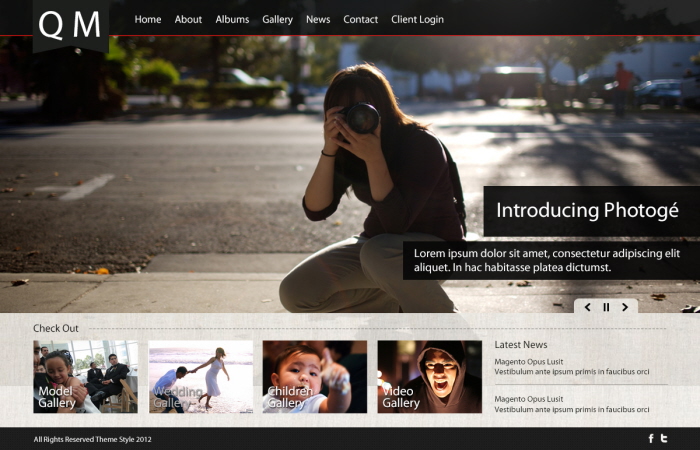 QM
Home About Albums Gallery News Contact Client Login
Introducing Photogé
Lorem ipsum dolor sit amet, consectetur adipiscing elit
aliquet. In hac habitasse platea dictumst.
Check Out
Model
Gallery
Wedding
Gallery
Children
Gallery
Video
Gallery
Latest News
Magento Opus Lusit
Vestibulum ante ipsum primis in faucibus orci
Magento Opus Lusit
Vestibulum ante ipsum primis in faucibus orci
All Rights Reserved Theme Style 2012